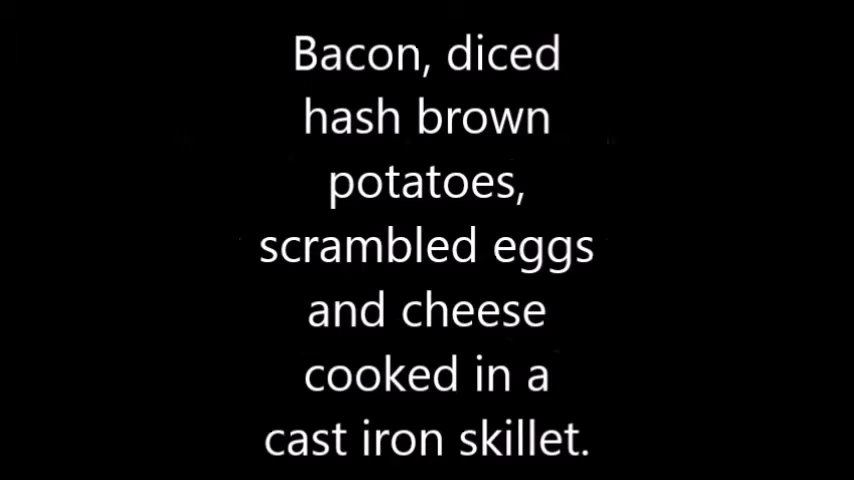 Bacon, diced
hash brown
potatoes,
scrambled eggs
and cheese
cooked in a
cast iron skillet.